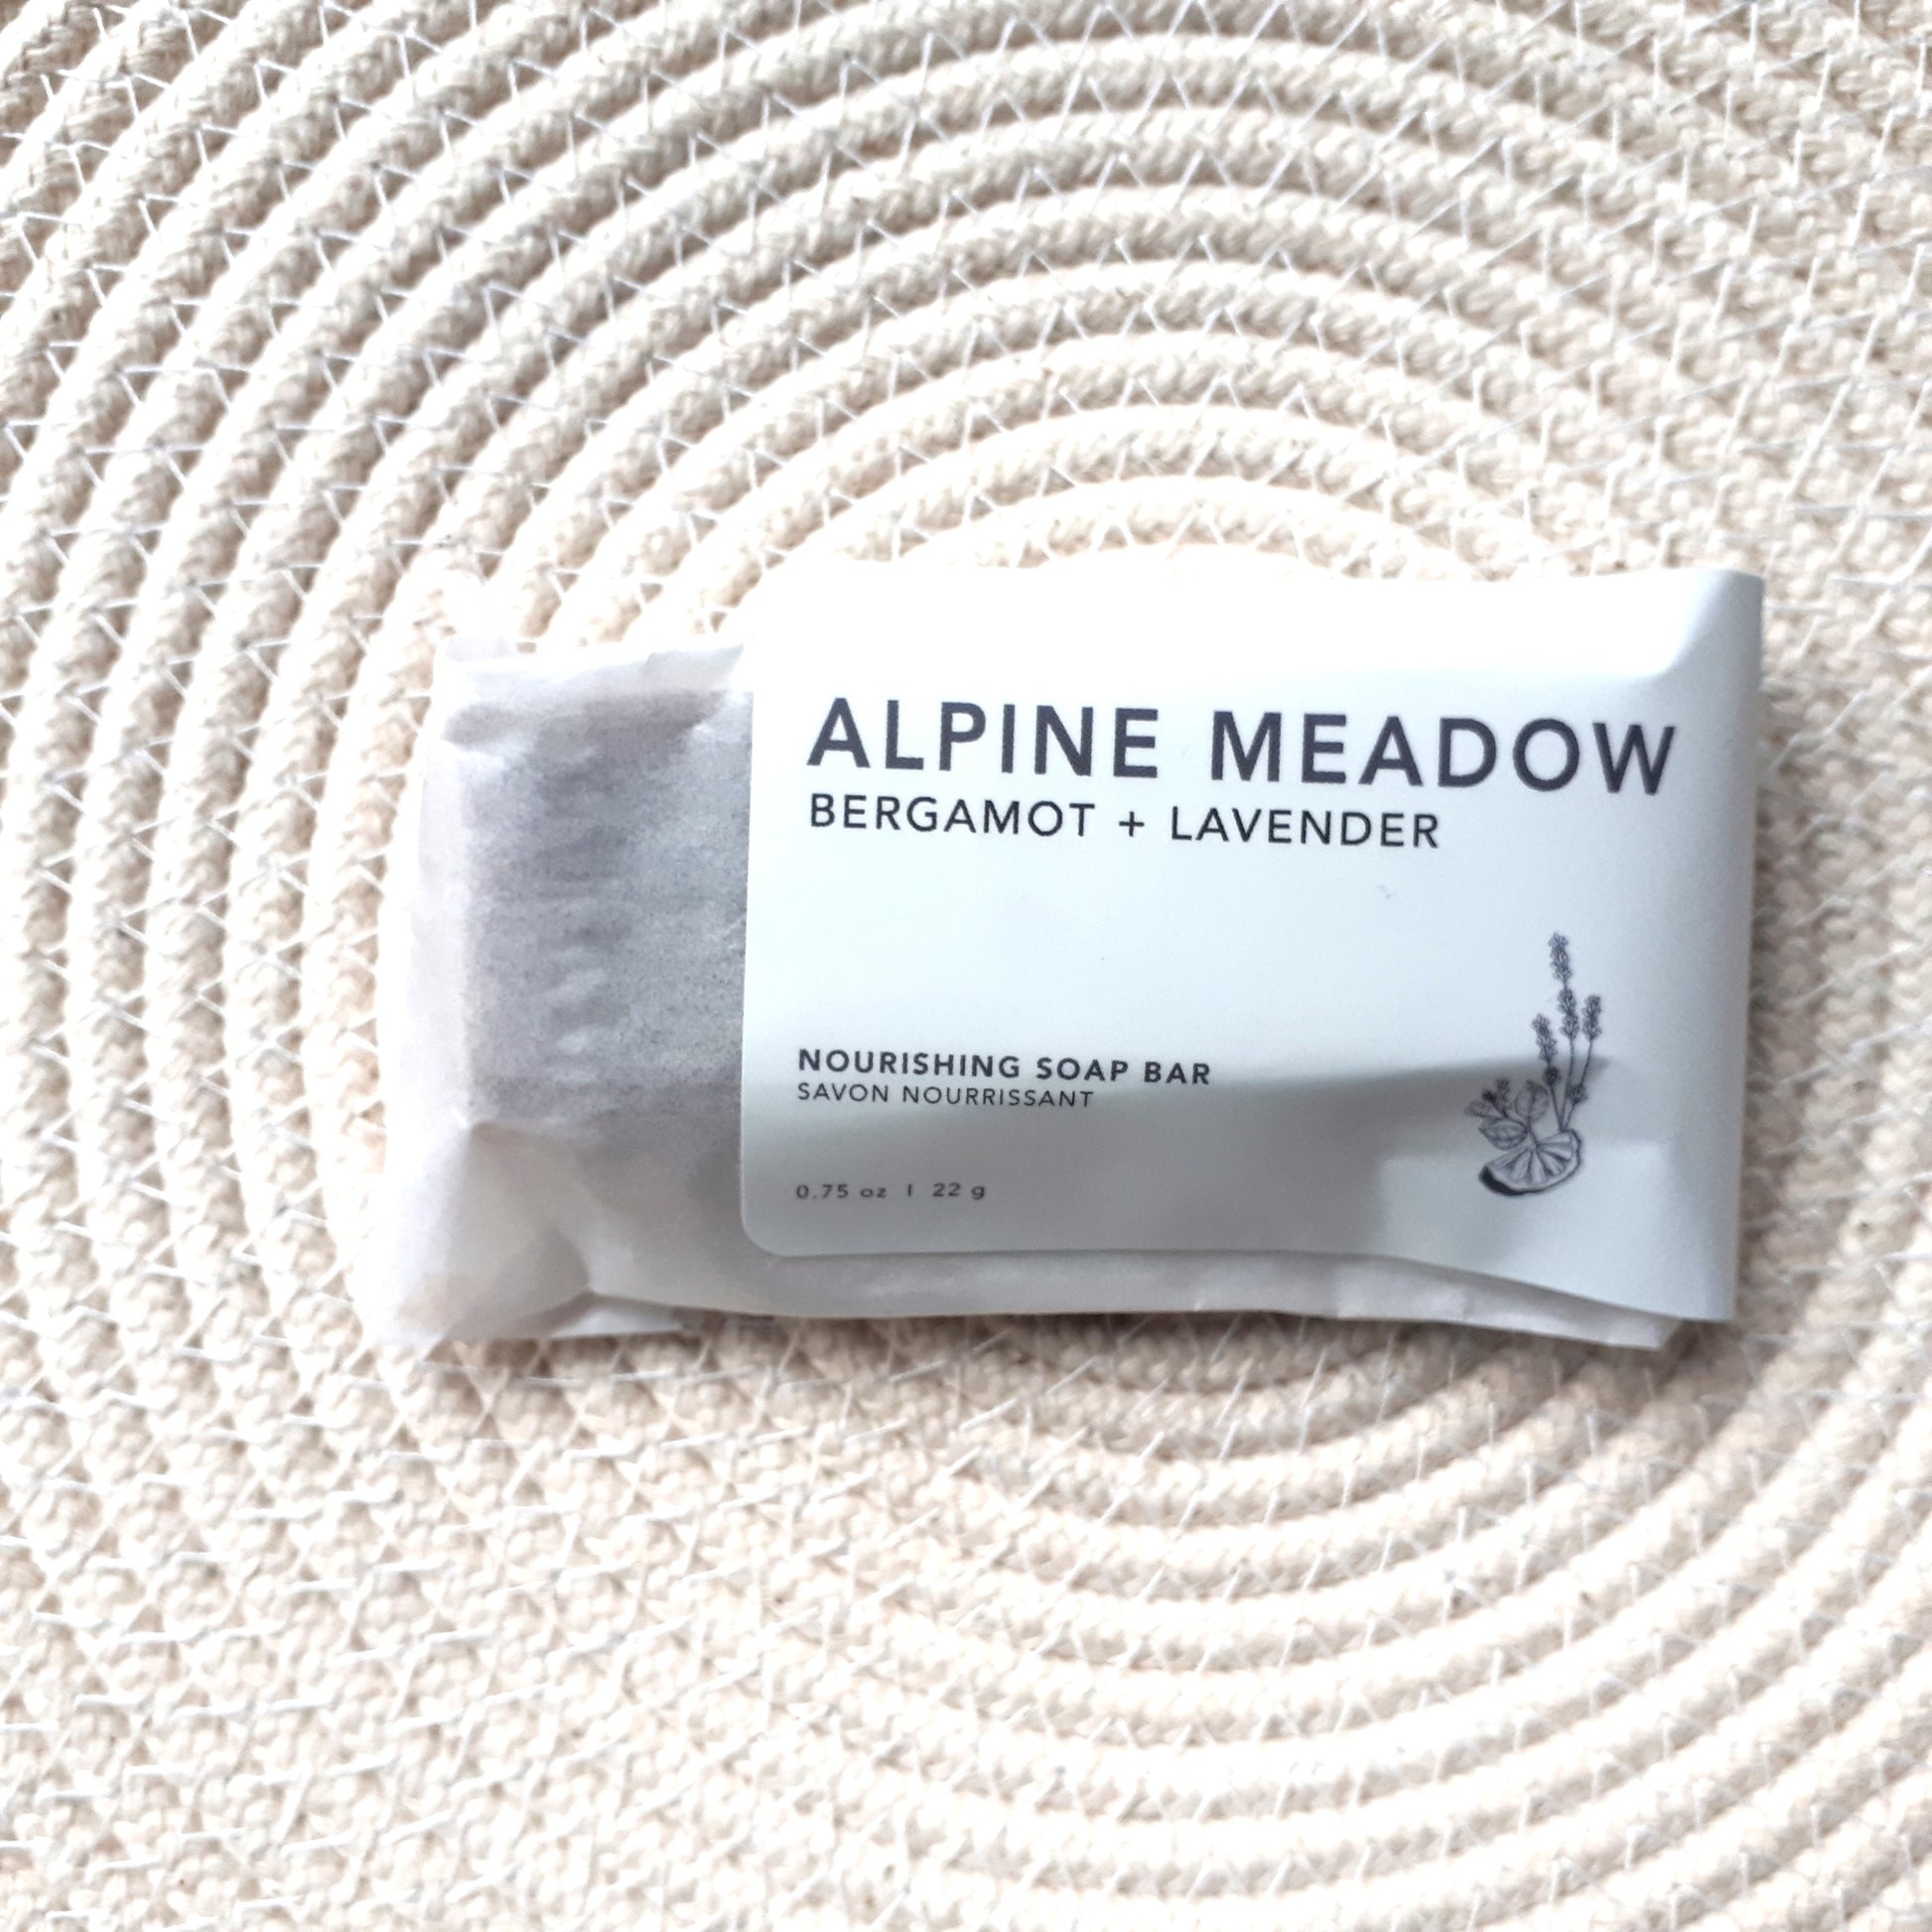 ALPINE MEADOW
BERGAMOT + LAVENDER
NOURISHING SOAP BAR
SAVON NOURRISSANT
0.75 oz | 22 g